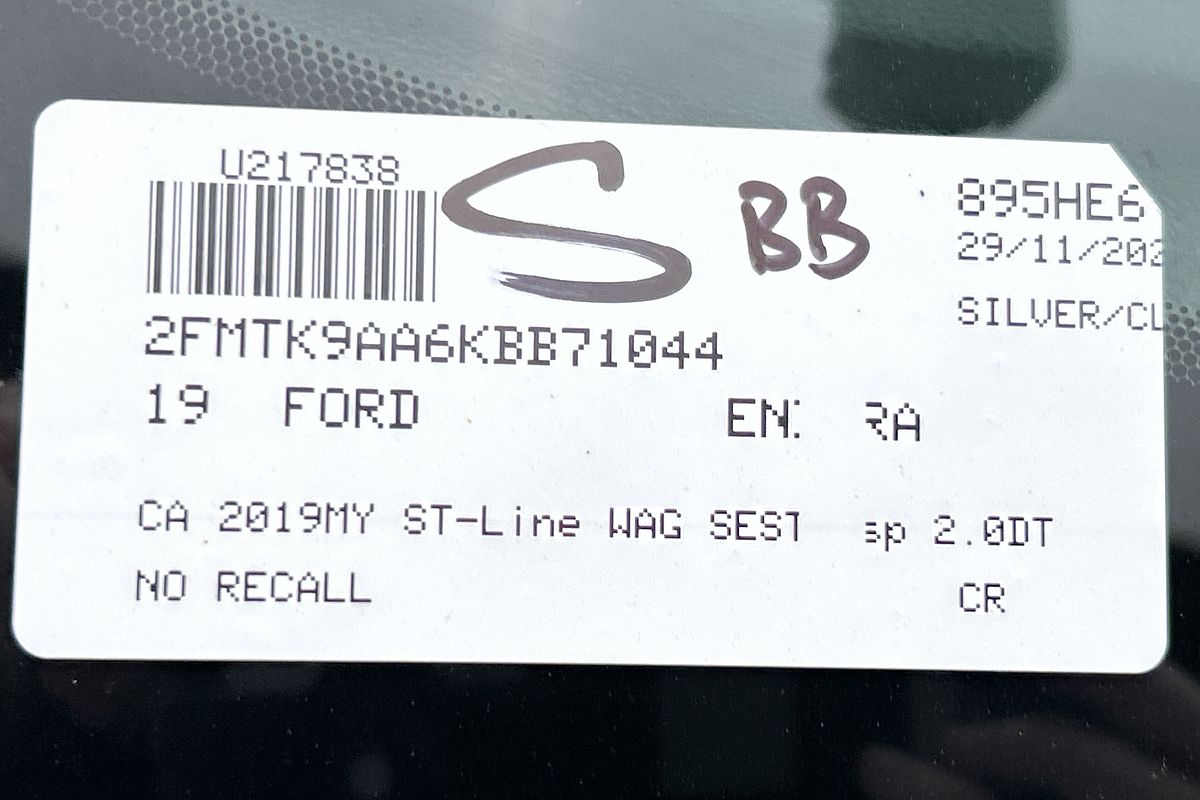 U217838
S BB
895HE6
29/11/202
SILVER/CL
2FMTK9AA6KBB71044
19 FORD
CA 2019MY ST-Line WAG SEST sp 2.0DT
NO RECALL CR